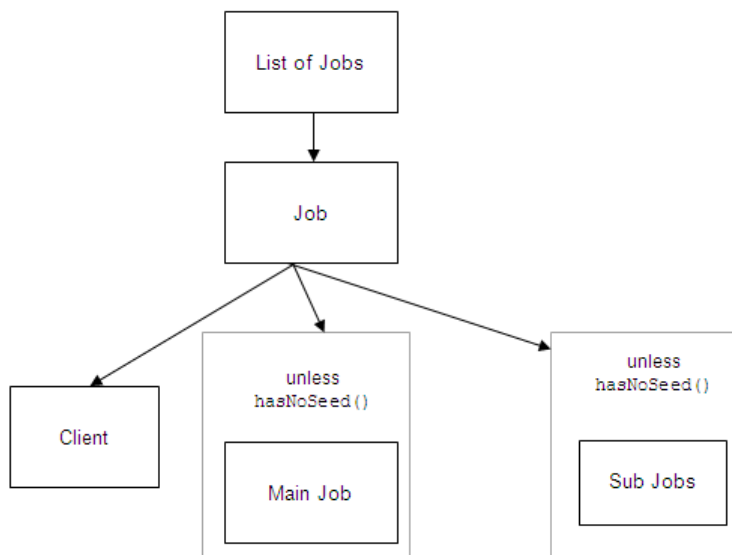 List of Jobs
Job
Client
unless
hasNoSeed()
Main Job
unless
hasNoSeed()
Sub Jobs